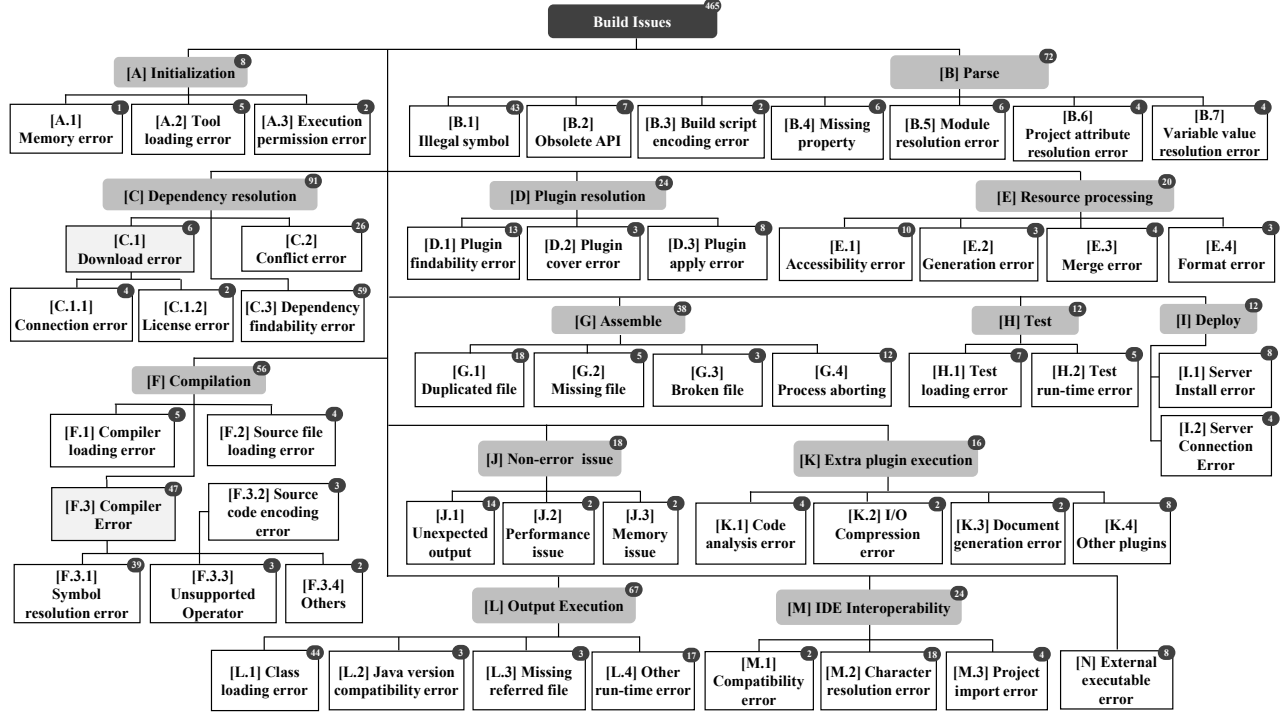 Build Issues
465
[A] Initialization
8
[B] Parse
72
[A.1]
Memory error
1
[A.2] Tool
loading error
5
[A.3] Execution
permission error
2
[B.1]
Illegal symbol
43
[B.2]
Obsolete API
7
[B.3] Build script
encoding error
2
[B.4] Missing
property
6
[B.5] Module
resolution error
6
[B.6]
Project attribute
resolution error
4
[B.7]
Variable value
resolution error
4
[C] Dependency resolution
91
[D] Plugin resolution
24
[E] Resource processing
20
[C.1]
Download error
6
[C.2]
Conflict error
26
[D.1] Plugin
findability error
13
[D.2] Plugin
cover error
3
[D.3] Plugin
apply error
8
[E.1]
Accessibility error
10
[E.2]
Generation error
3
[E.3]
Merge error
4
[E.4]
Format error
3
[C.1.1]
Connection error
4
[C.1.2]
License error
2
[C.3] Dependency
findability error
59
[G] Assemble
38
[H] Test
12
[I] Deploy
12
[G.1]
Duplicated file
18
[G.2]
Missing file
5
[G.3]
Broken file
3
[G.4]
Process aborting
12
[H.1] Test
loading error
7
[H.2] Test
run-time error
5
[I.1] Server
Install error
8
[I.2] Server
Connection
Error
4
[F] Compilation
56
[F.1] Compiler
loading error
5
[F.2] Source file
loading error
4
[F.3] Compiler
Error
47
[F.3.2] Source
code encoding
error
3
[F.3.1]
Symbol
resolution error
39
[F.3.3]
Unsupported
Operator
3
[F.3.4]
Others
2
[J] Non-error issue
18
[K] Extra plugin execution
16
[J.1]
Unexpected
output
14
[J.2]
Performance
issue
2
[J.3]
Memory
issue
2
[K.1] Code
analysis error
4
[K.2] I/O
Compression
error
2
[K.3] Document
generation error
2
[K.4]
Other plugins
8
[L] Output Execution
67
[M] IDE Interoperability
24
[L.1] Class
loading error
44
[L.2] Java version
compatibility error
3
[L.3] Missing
referred file
3
[L.4] Other
run-time error
17
[M.1]
Compatibility
error
2
[M.2] Character
resolution error
18
[M.3] Project
import error
4
[N] External
executable
error
8